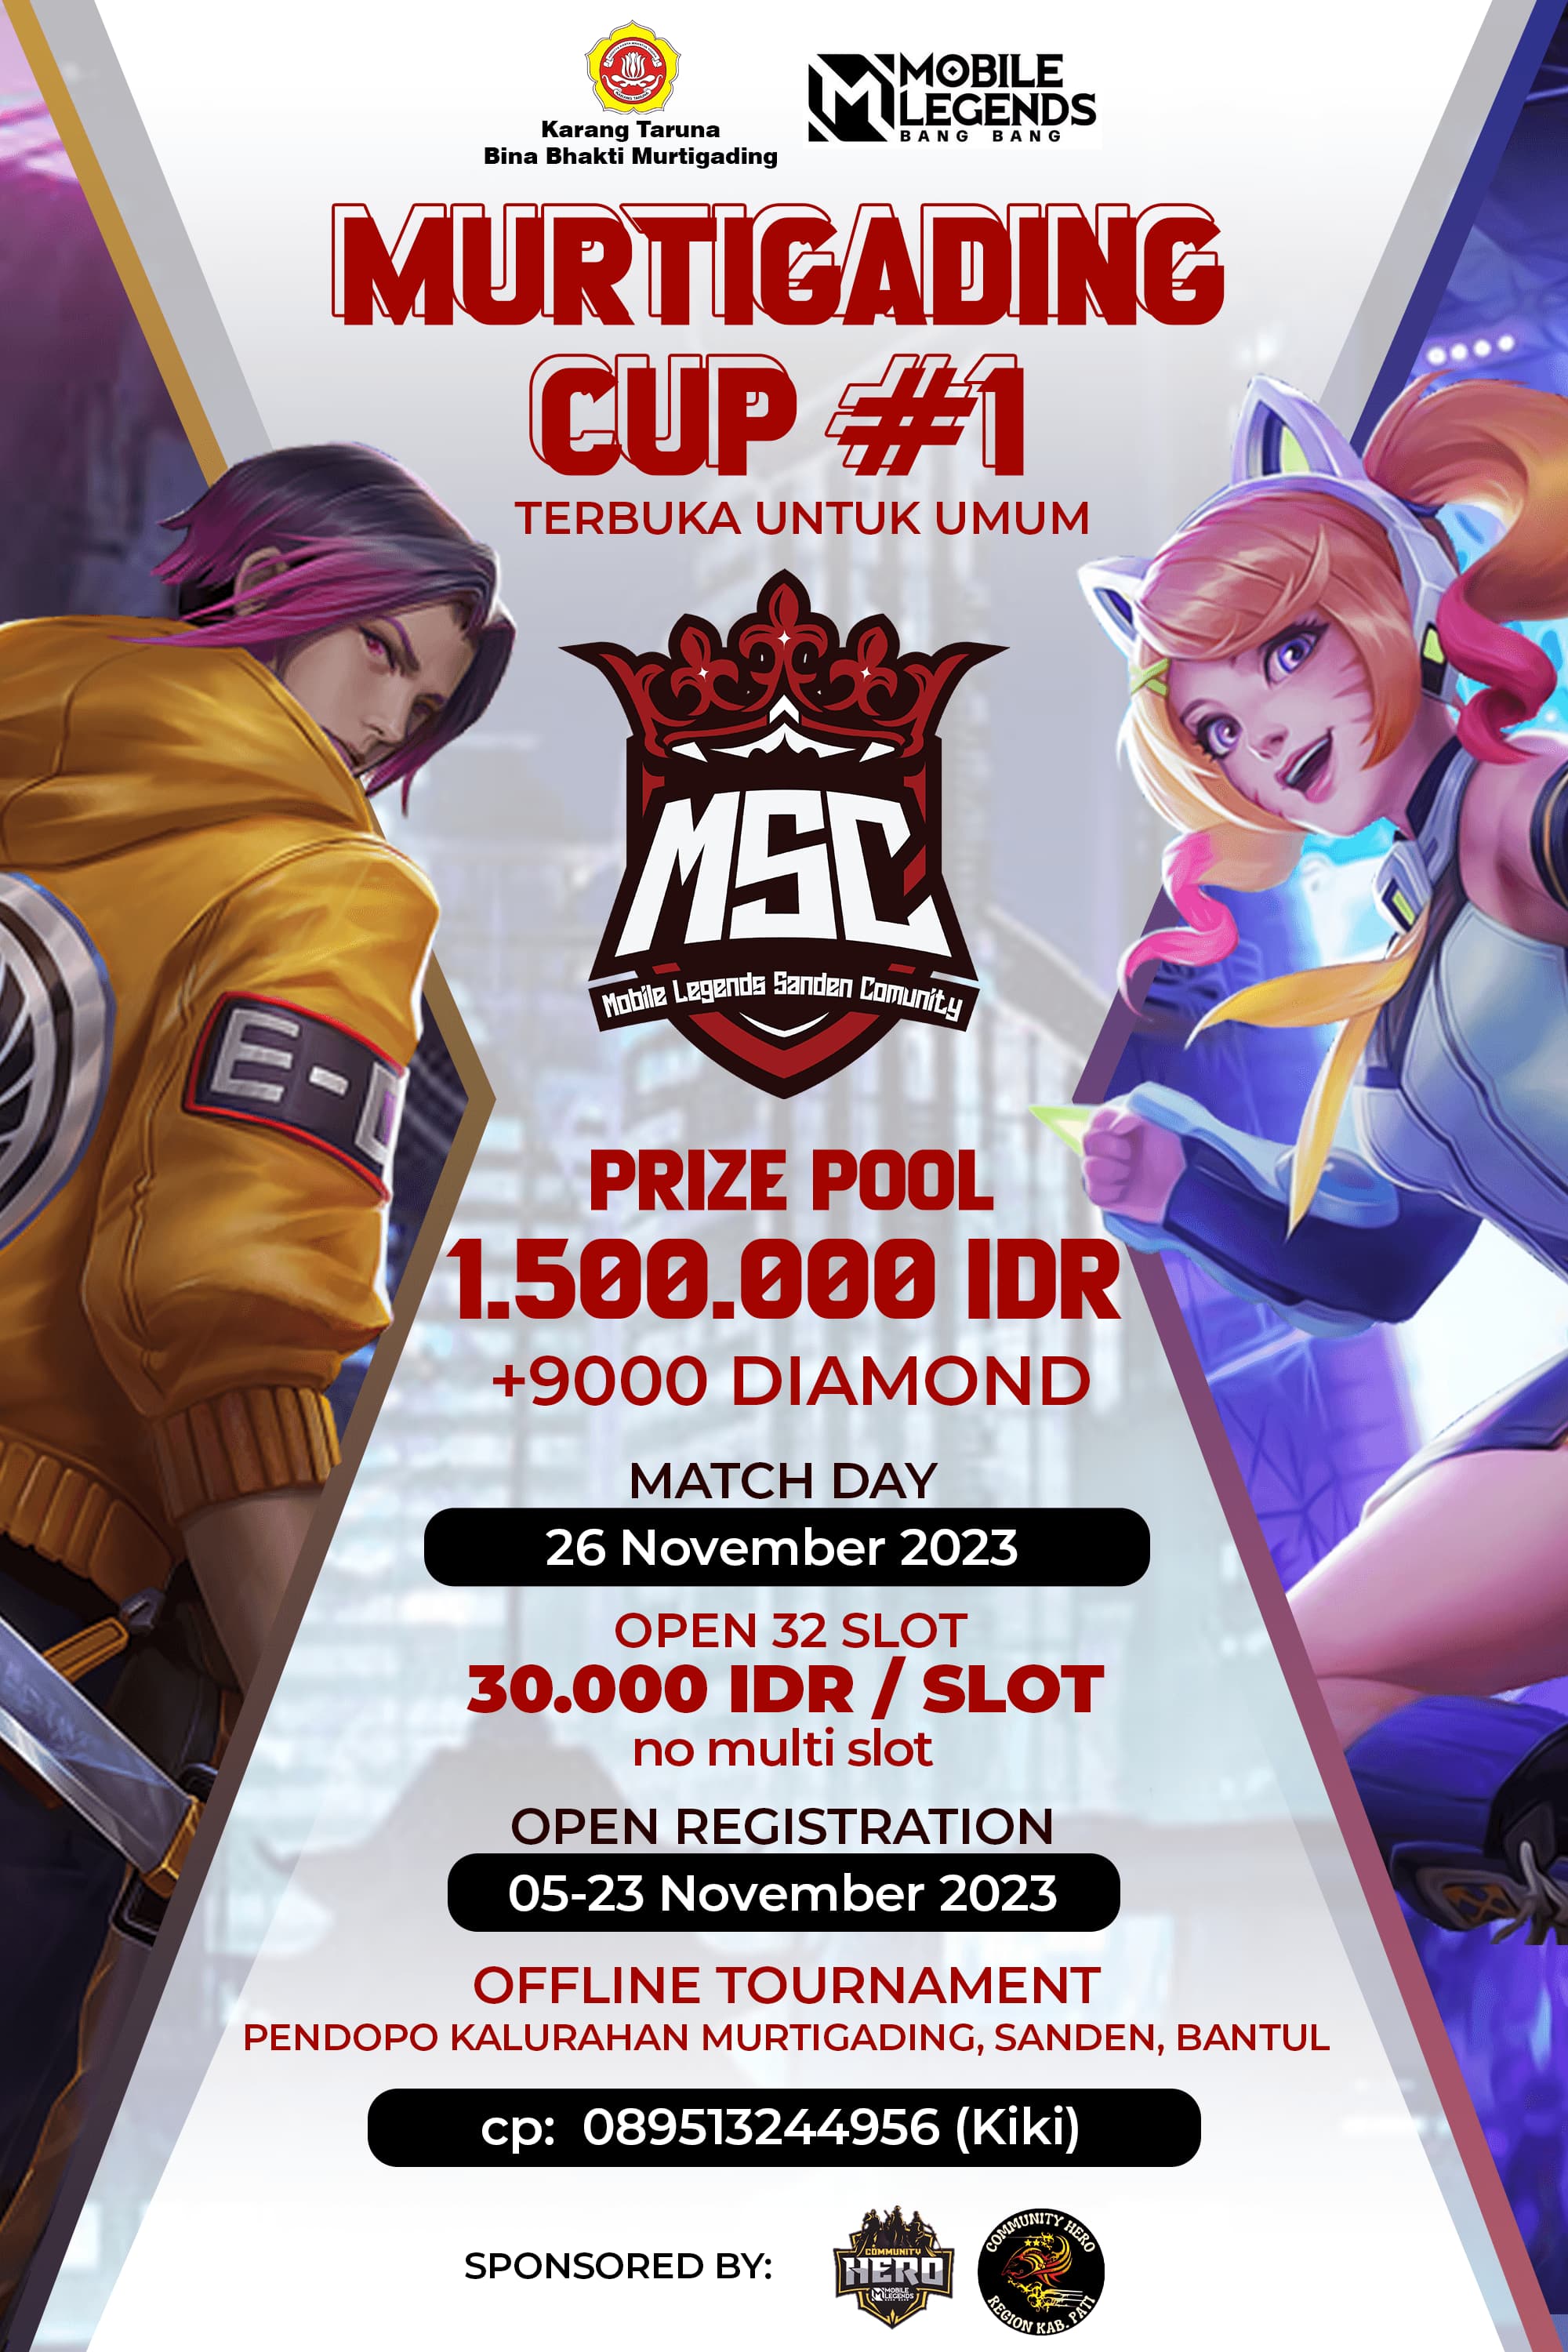 Karang Taruna
Bina Bhakti Murtigading
MOBILE
LEGENDS
BANG BANG
MURTIGADING
CUP #1
TERBUKA UNTUK UMUM
MSC
Mobile Legends Sanden Comunity
E-
PRIZE POOL
1.500.000 IDR
+9000 DIAMOND
MATCH DAY
26 November 2023
OPEN 32 SLOT
30.000 IDR / SLOT
no multi slot
OPEN REGISTRATION
05-23 November 2023
OFFLINE TOURNAMENT
PENDOPO KALURAHAN MURTIGADING, SANDEN, BANTUL
cp: 089513244956 (Kiki)
SPONSORED BY:
COMMUNITY
HERO
MOBILE
LEGENDS
COMMUNITY HERO
REGION KAB. PATI